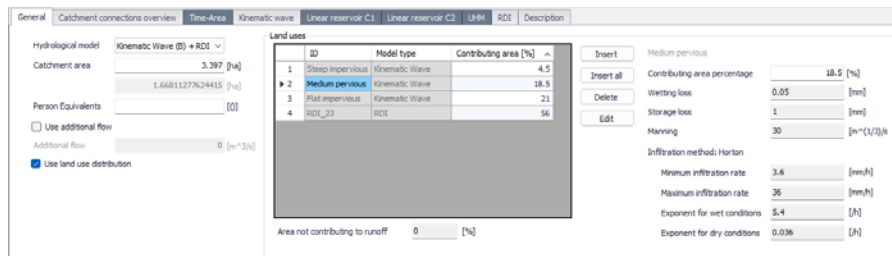 General Catchment connections overview Time-Area Kinematic wave Linear reservoir C1 Linear reservoir C2 UHM RDI Description
Hydrological model Kinematic Wave (B) + RDI
Catchment area 3.397 [ha]
1.66811277624415 [ha]
Person Equivalents [()]
Use additional flow
Additional flow 0 [m^3/s]
Use land use distribution
Land uses
ID Model type Contributing area [%]
1 Steep impervious Kinematic Wave 4.5
2 Medium pervious Kinematic Wave 18.5
3 Flat impervious Kinematic Wave 21
4 RDI_23 RDI 56
Area not contributing to runoff 0 [%]
Insert
Insert all
Delete
Edit
Medium pervious
Contributing area percentage 18.5 [%]
Wetting loss 0.05 [mm]
Storage loss 1 [mm]
Manning 30 [m^(1/3)/s
Infiltration method: Horton
Minimum infiltration rate 3.6 [mm/h]
Maximum infiltration rate 36 [mm/h]
Exponent for wet conditions 5.4 [/h]
Exponent for dry conditions 0.036 [/h]